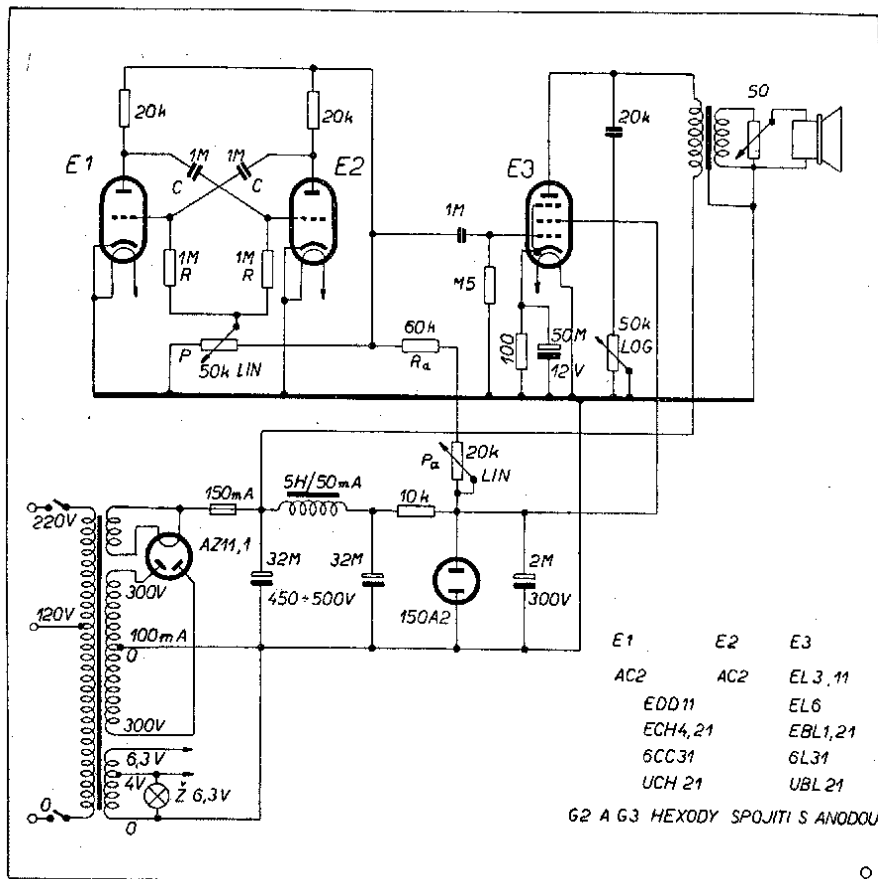 20k
20k
E1
1M
C
1M
C
E2
1M
R
1M
R
P
50k LIN
60k
Ra
1M
M5
E3
20k
50
100
50M
12V
50k
LOG
Pa
20k
LIN
220V
120V
0
AZ11,1
300V
100mA
0
300V
6,3V
4V
Ž 6,3V
0
150mA
5H/50mA
10k
32M
450÷500V
32M
150A2
2M
300V
E1 E2 E3
AC2 AC2 EL3,11
EDD11 EL6
ECH4,21 EBL1,21
6CC31 6L31
UCH 21 UBL 21
G2 A G3 HEXODY SPOJITI S ANODOU